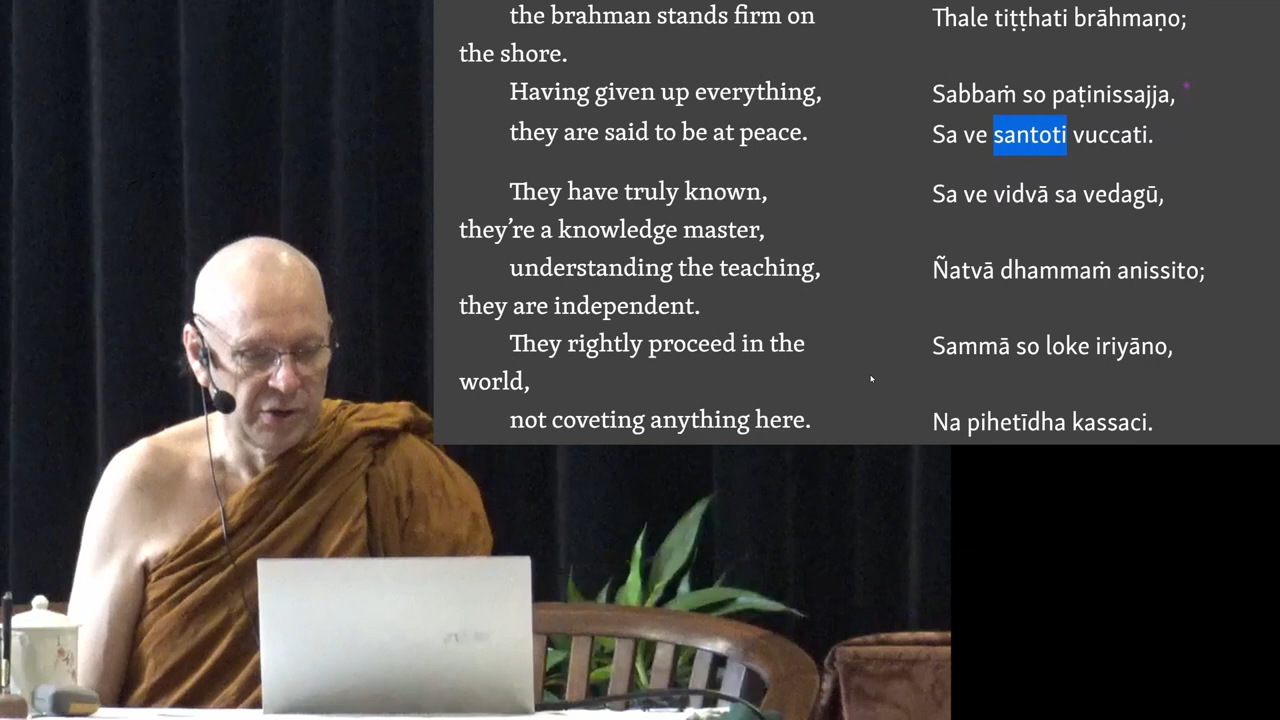 the brahman stands firm on
the shore.
Having given up everything,
they are said to be at peace.
They have truly known,
they’re a knowledge master,
understanding the teaching,
they are independent.
They rightly proceed in the
world,
not coveting anything here.
Thale tiṭṭhati brāhmaṇo;
Sabbaṁ so paṭinissajja,
Sa ve santoti vuccati.
Sa ve vidvā sa vedagū,
Ñatvā dhammaṁ anissito;
Sammā so loke iriyāno,
Na pihetīdha kassaci.